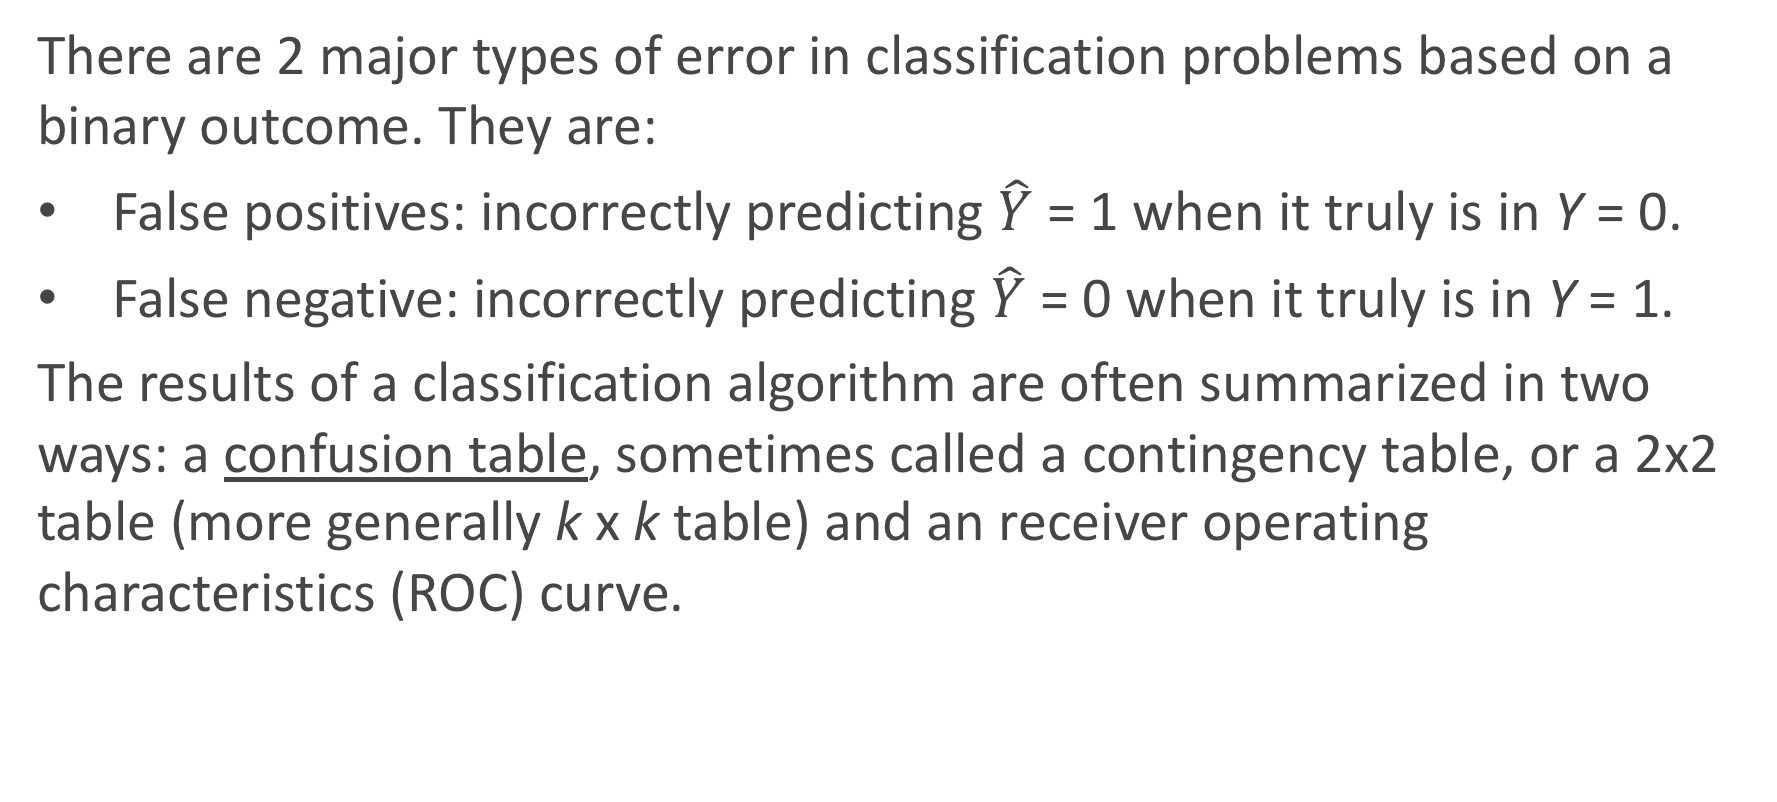 There are 2 major types of error in classification problems based on a
binary outcome. They are:
• False positives: incorrectly predicting Ŷ = 1 when it truly is in Y = 0.
• False negative: incorrectly predicting Ŷ = 0 when it truly is in Y = 1.
The results of a classification algorithm are often summarized in two
ways: a confusion table, sometimes called a contingency table, or a 2x2
table (more generally k x k table) and an receiver operating
characteristics (ROC) curve.